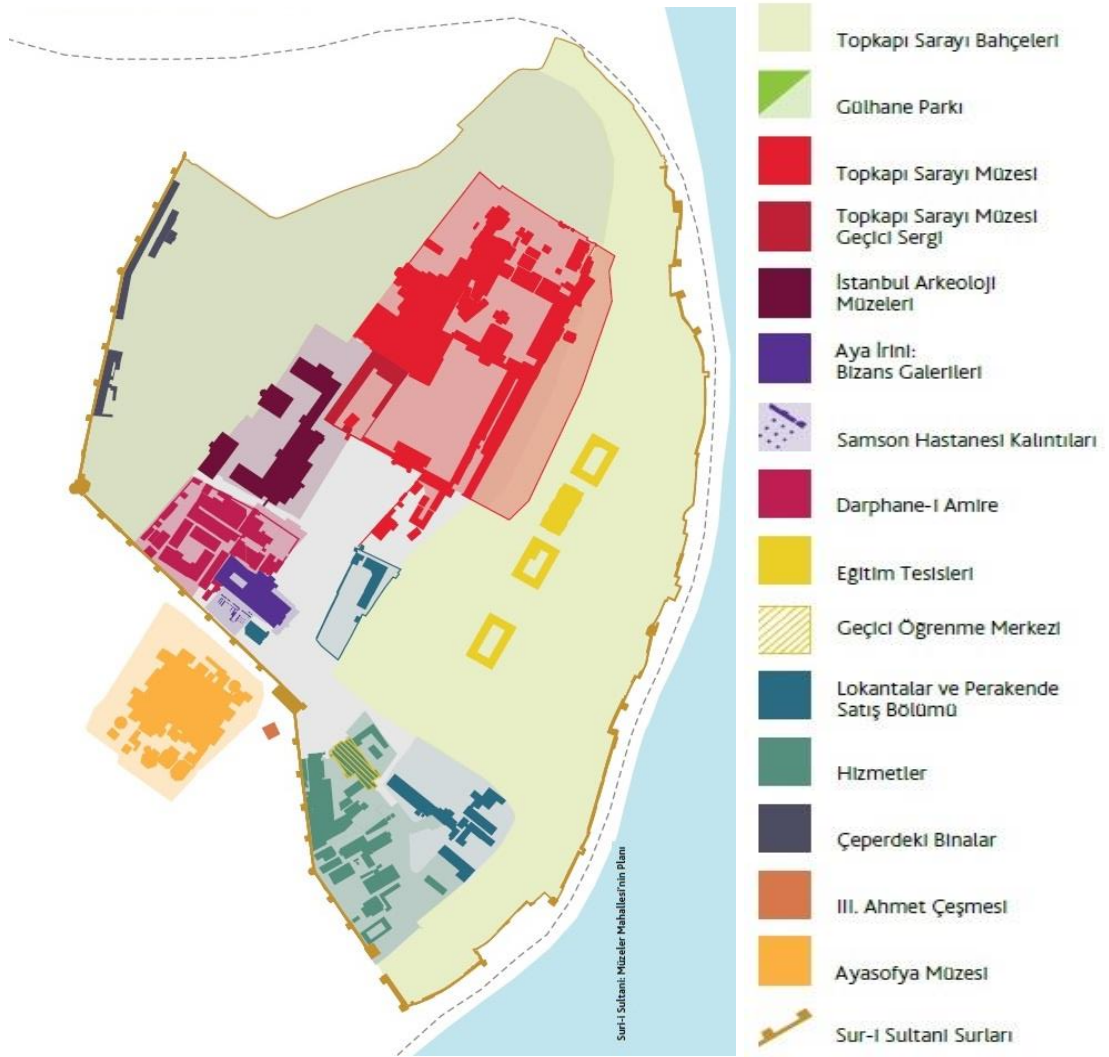 Topkapı Sarayı Bahçeleri
Gülhane Parkı
Topkapı Sarayı Müzesi
Topkapı Sarayı Müzesi
Geçici Sergi
İstanbul Arkeoloji
Müzeleri
Aya İrini:
Bizans Galerileri
Samson Hastanesi Kalıntıları
Darphane-i Amire
Eğitim Tesisleri
Geçici Öğrenme Merkezi
Lokantalar ve Perakende
Satış Bölümü
Hizmetler
Çeperdeki Binalar
III. Ahmet Çeşmesi
Ayasofya Müzesi
Sur-i Sultani Surları
Suri-i Sultani: Müzeler Mahallesi'nin Planı